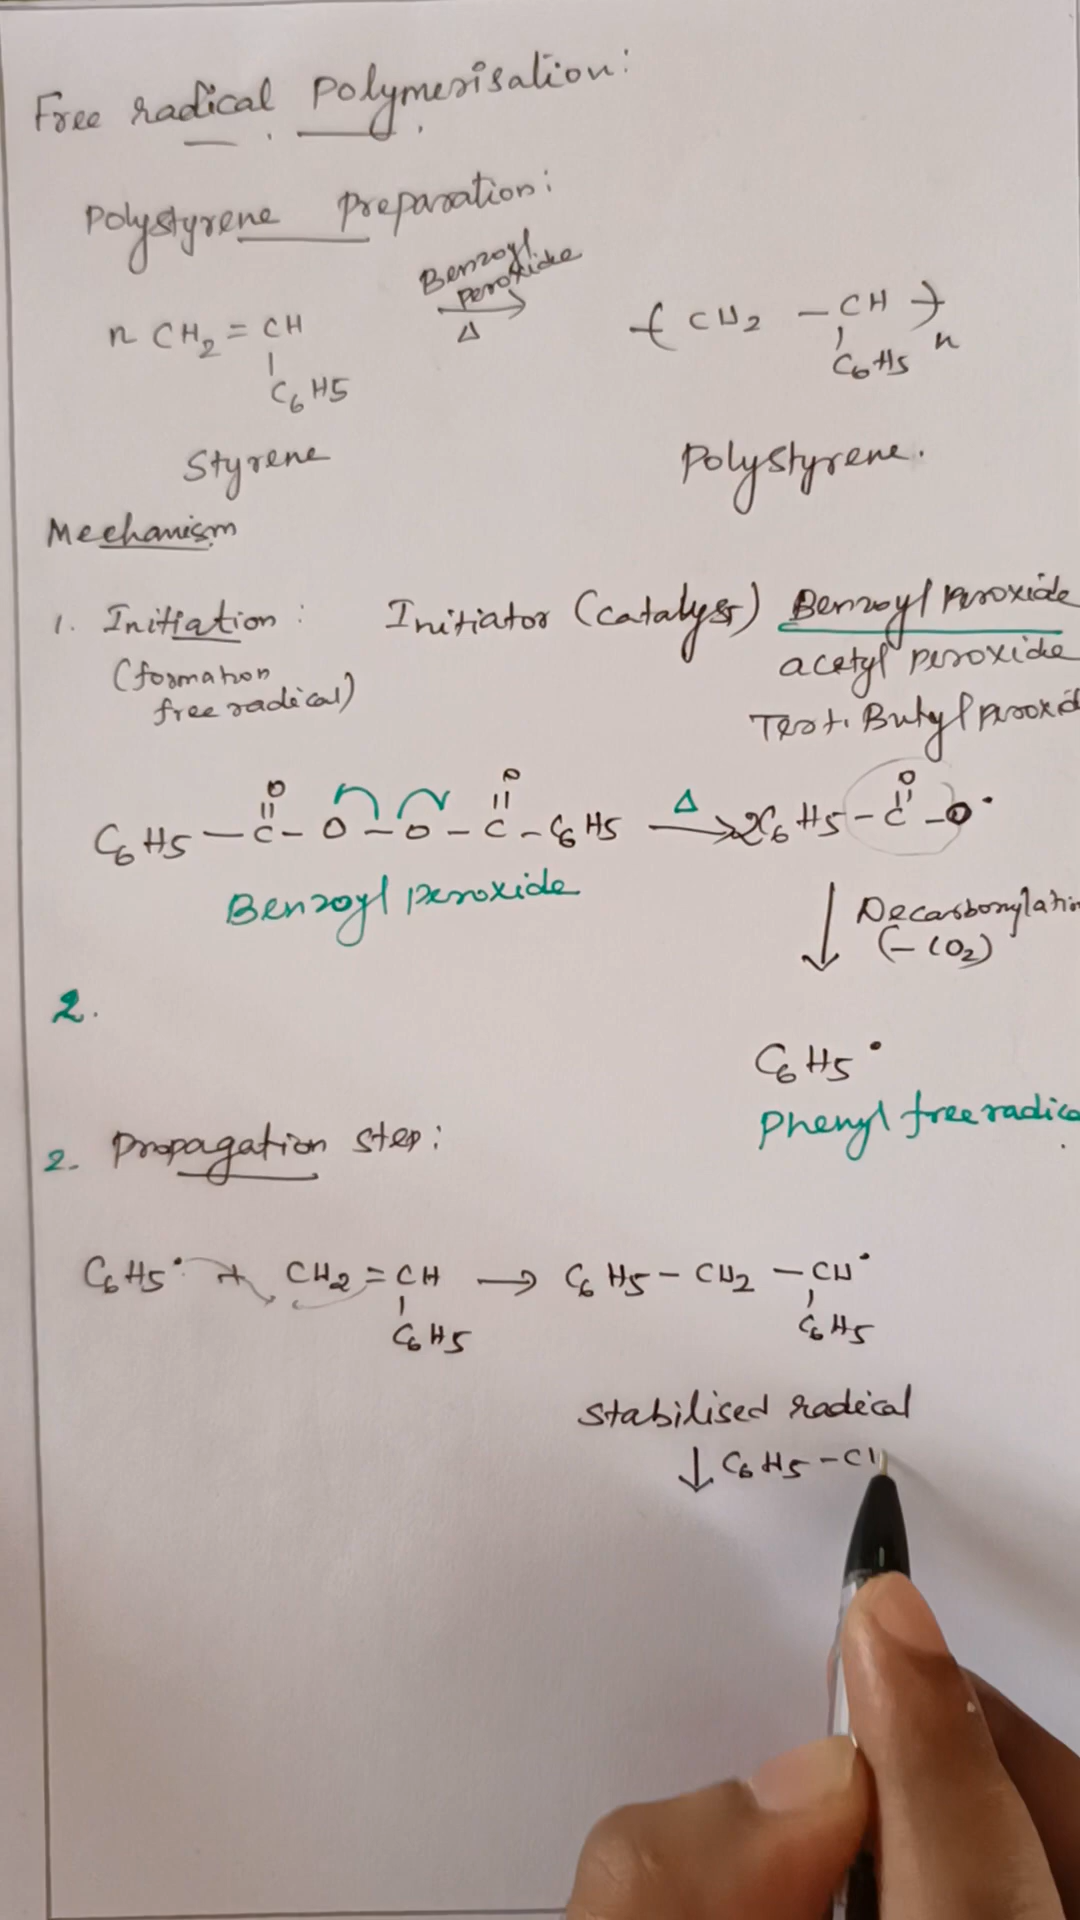 Free radical Polymerisation:
Polystyrene preparation:
Benzoyl
peroxide
n CH2 = CH → ( CH2 – CH )n
Δ
C6H5 C6H5
Styrene Polystyrene.
Mechanism
1. Initiation: Initiator (catalyst) Benzoyl peroxide
(formation acetyl peroxide
free radical) Tert. Butyl peroxid
O O O
C6H5 – C – O – O – C – C6H5 Δ → 2C6H5 – C – O•
Benzoyl peroxide
↓ Decarbonylation
(– CO2)
2.
C6H5•
Phenyl free radica
2. Propagation step:
C6H5• + CH2 = CH → C6H5 – CH2 – CH•
C6H5 C6H5
Stabilised radical
↓ C6H5 – CH